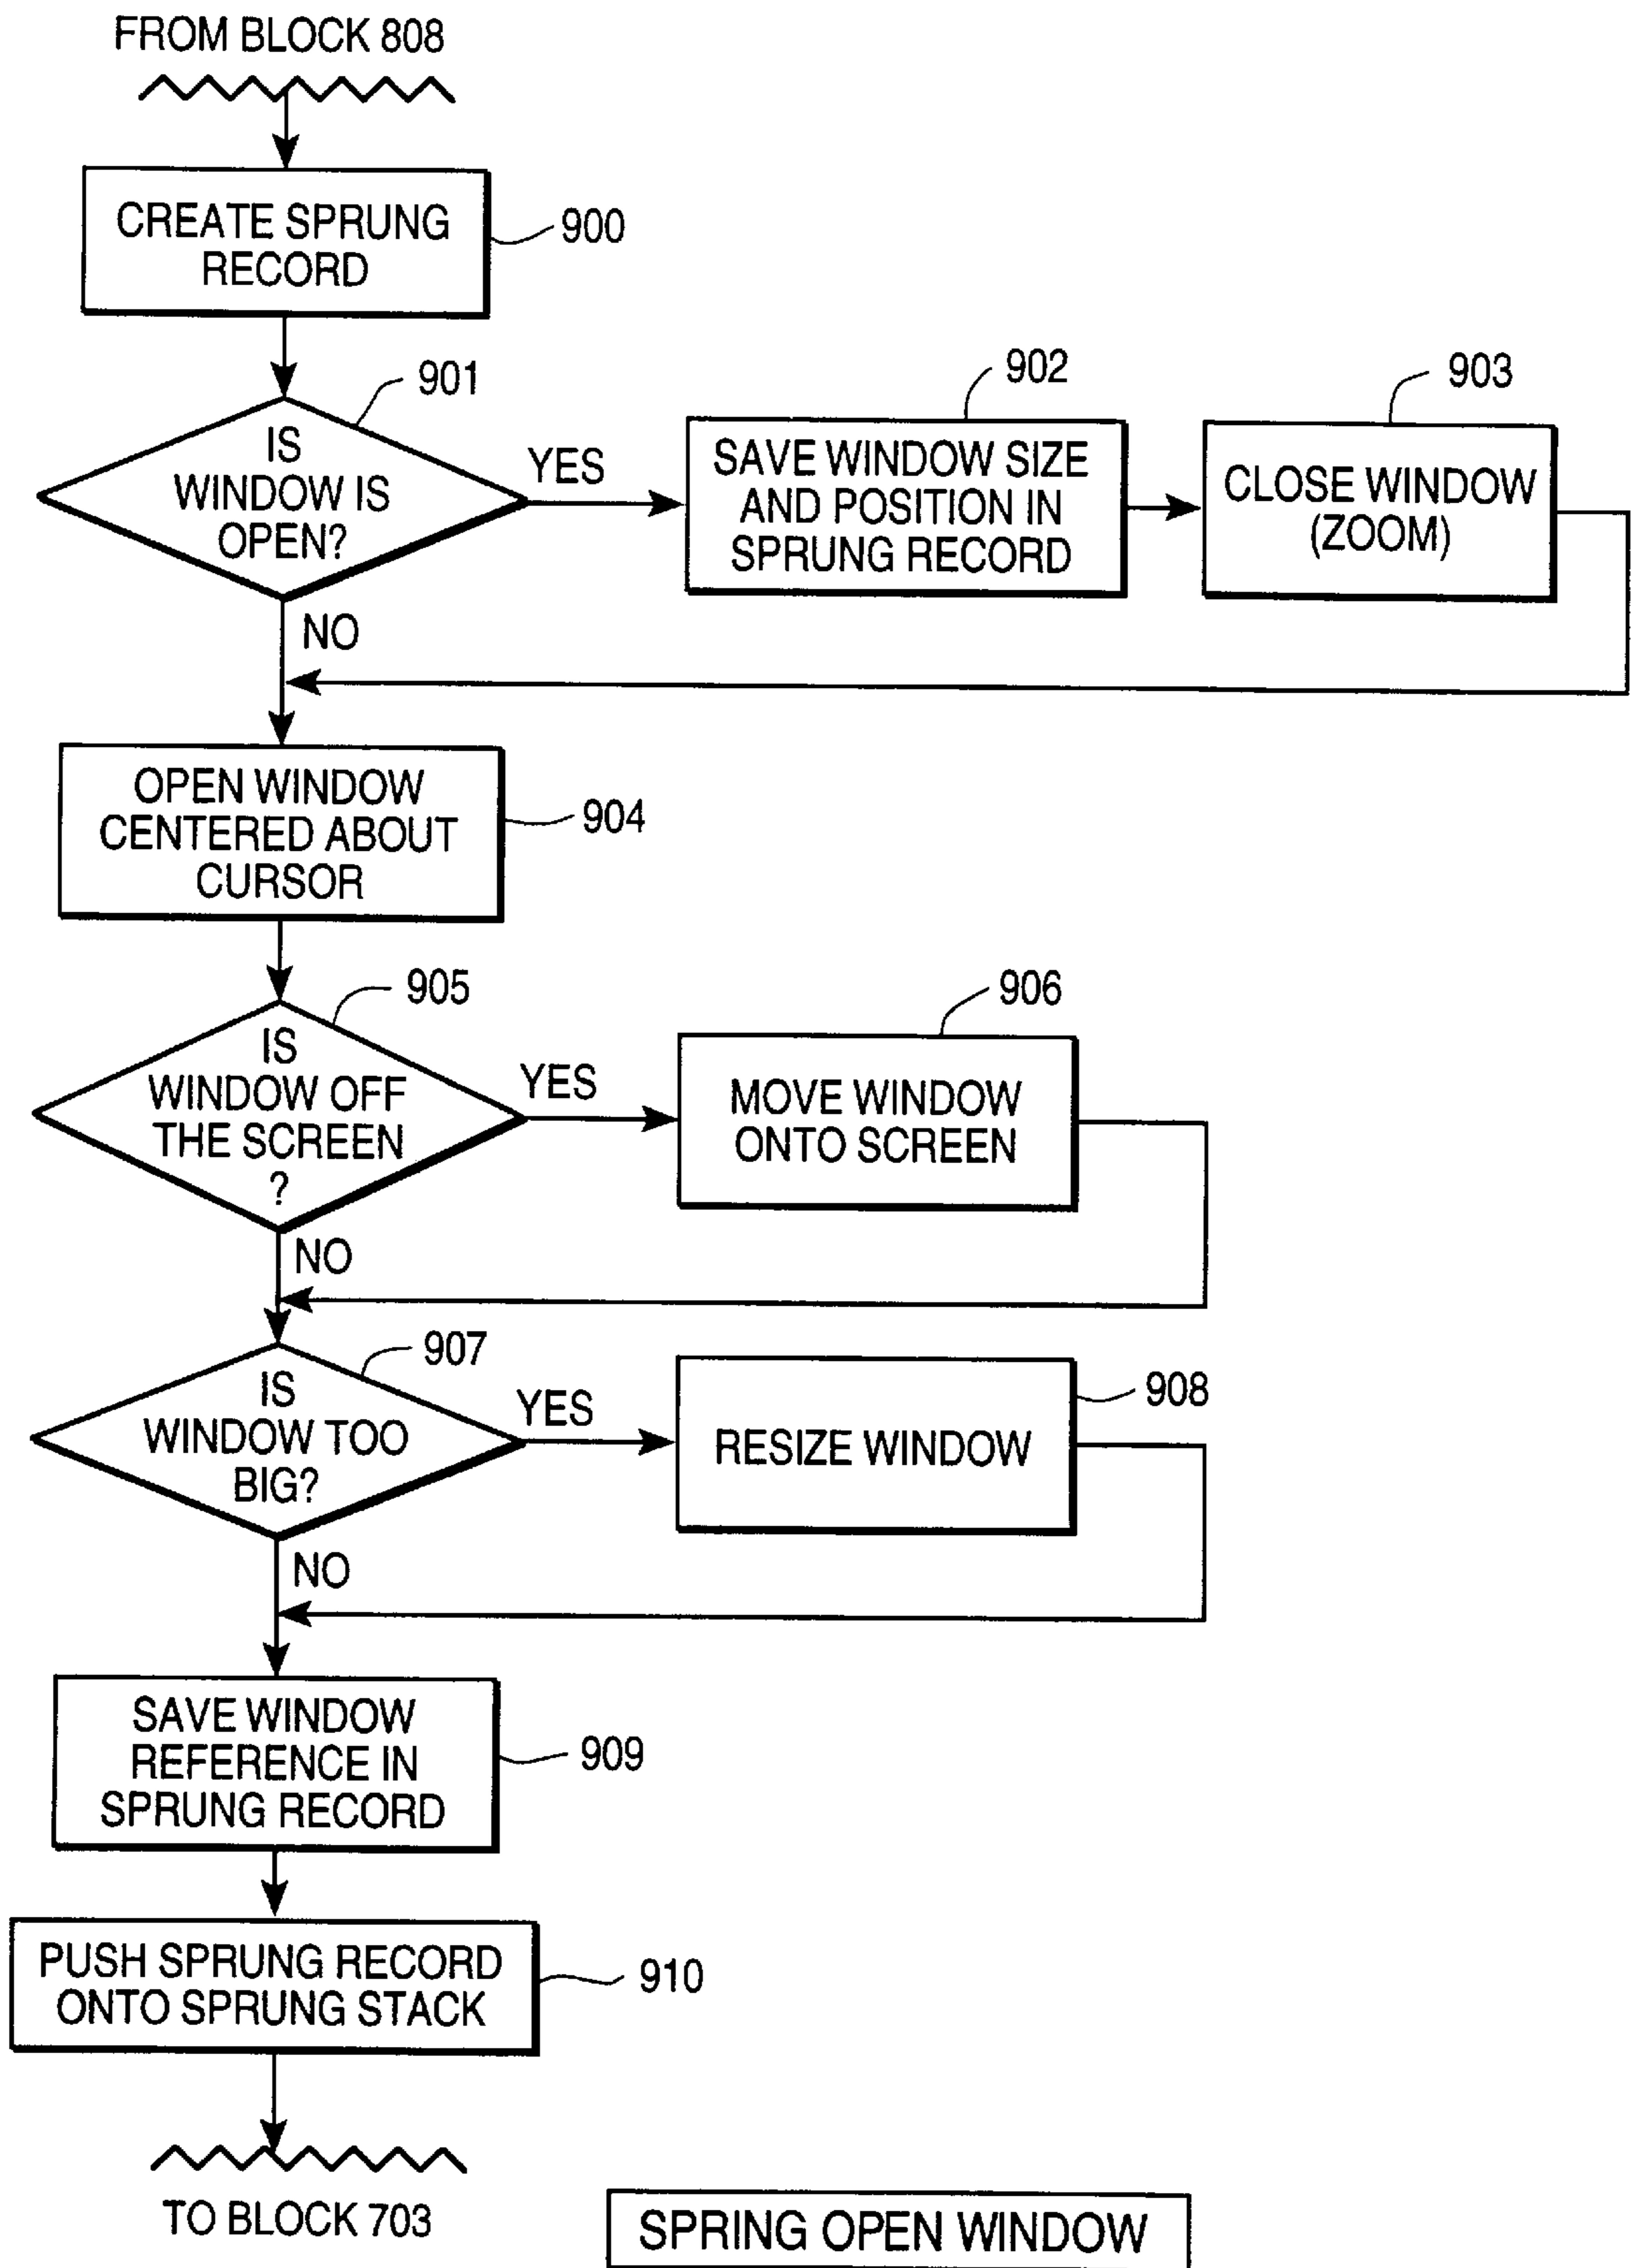 FROM BLOCK 808
CREATE SPRUNG
RECORD
900
901
IS
WINDOW IS
OPEN?
YES
902
SAVE WINDOW SIZE
AND POSITION IN
SPRUNG RECORD
903
CLOSE WINDOW
(ZOOM)
NO
OPEN WINDOW
CENTERED ABOUT
CURSOR
904
905
IS
WINDOW OFF
THE SCREEN
?
YES
906
MOVE WINDOW
ONTO SCREEN
NO
907
IS
WINDOW TOO
BIG?
YES
RESIZE WINDOW
908
NO
SAVE WINDOW
REFERENCE IN
SPRUNG RECORD
909
PUSH SPRUNG RECORD
ONTO SPRUNG STACK
910
TO BLOCK 703
SPRING OPEN WINDOW